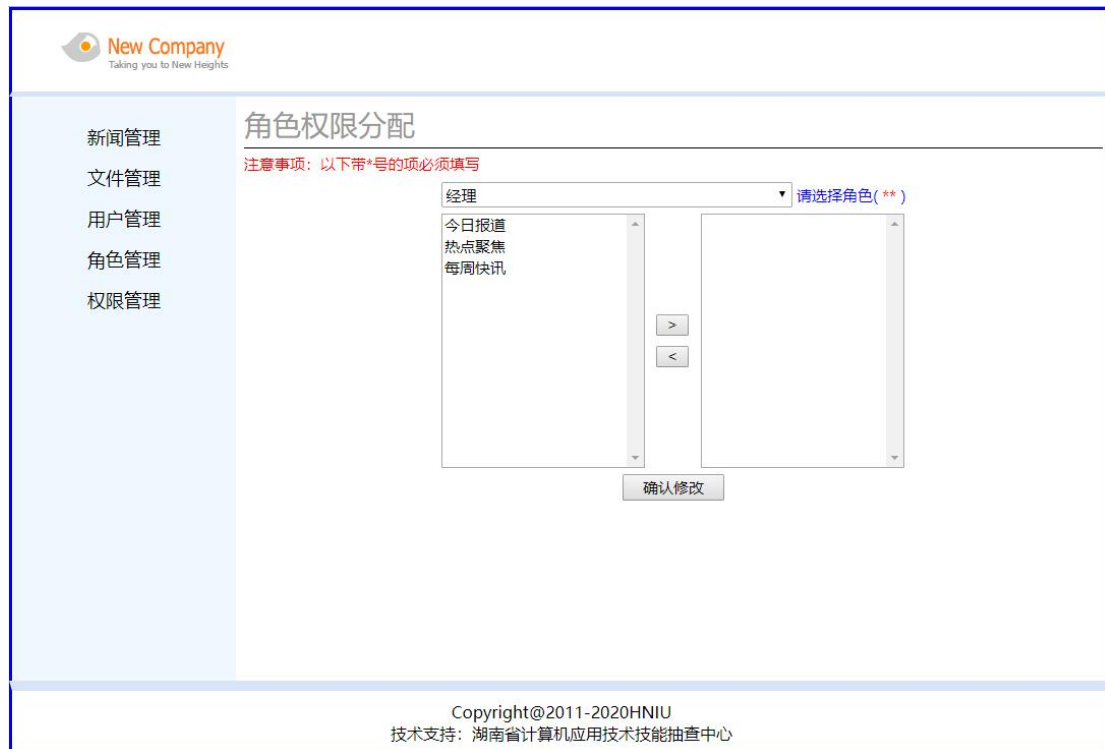 New Company
Taking you to New Heights
新闻管理
文件管理
用户管理
角色管理
权限管理
角色权限分配
注意事项：以下带*号的项必须填写
经理 请选择角色( ** )
今日报道
热点聚焦
每周快讯
>
<
确认修改
Copyright@2011-2020HNIU
技术支持：湖南省计算机应用技术技能抽查中心